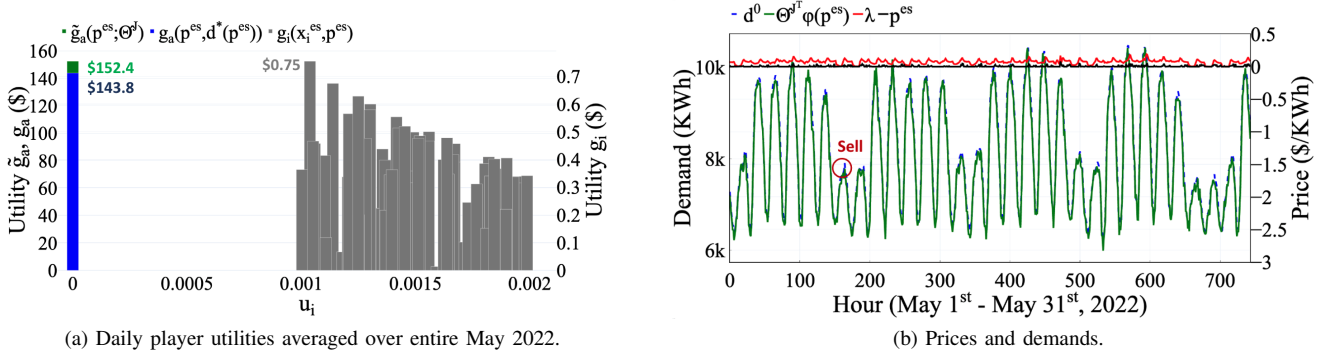 g̃ₐ(pᵉˢ;Θᴶ) gₐ(pᵉˢ,d*(pᵉˢ)) gᵢ(xᵢᵉˢ,pᵉˢ)
160
140
120
100
80
60
40
20
0
Utility g̃ₐ, gₐ ($)
$152.4
$143.8
$0.75
0.7
0.6
0.5
0.4
0.3
0.2
0.1
0
Utility gᵢ ($)
0 0.0005 0.001 0.0015 0.002
uᵢ
(a) Daily player utilities averaged over entire May 2022.
d⁰ Θᴶᵀφ(pᵉˢ) λ pᵉˢ
10k
8k
6k
Demand (KWh)
Sell
0.5
0
−0.5
−1
−1.5
−2
−2.5
−3
Price ($/KWh)
0 100 200 300 400 500 600 700
Hour (May 1ˢᵗ - May 31ˢᵗ, 2022)
(b) Prices and demands.